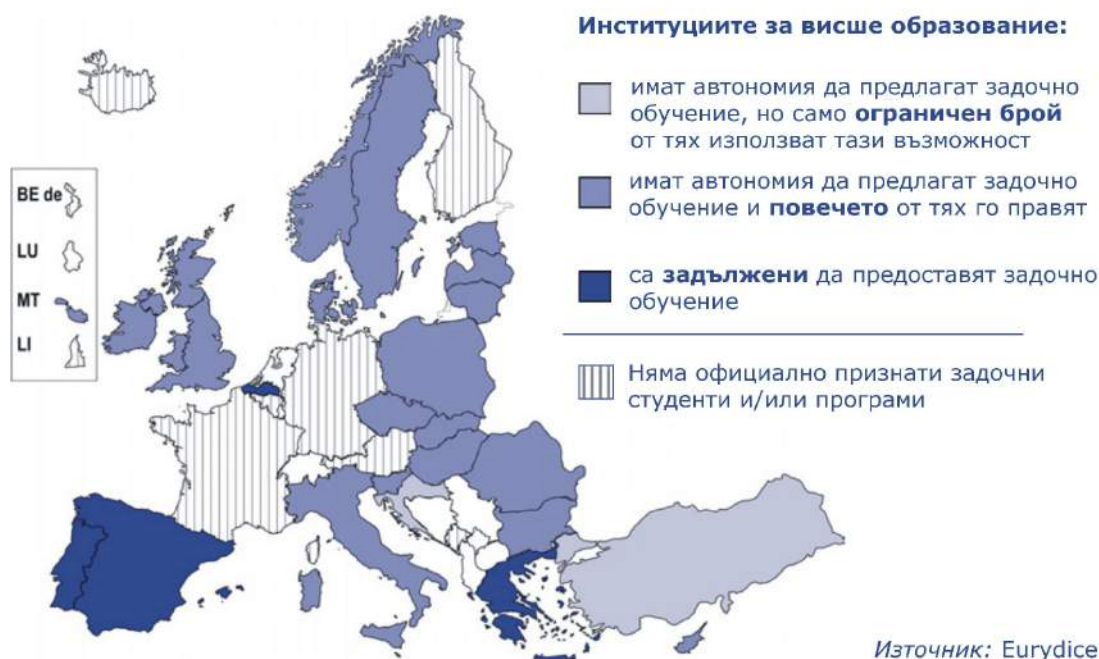 Институциите за висше образование:
имат автономия да предлагат задочно
обучение, но само ограничен брой
от тях използват тази възможност
имат автономия да предлагат задочно
обучение и повечето от тях го правят
са задължени да предоставят задочно
обучение
Няма официално признати задочни
студенти и/или програми
BE de
LU
MT
LI
Източник: Eurydice